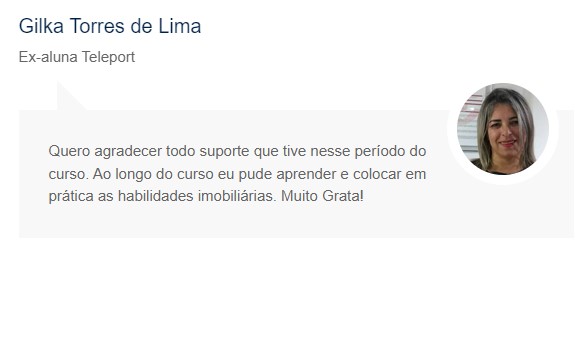 Gilka Torres de Lima
Ex-aluna Teleport
Quero agradecer todo suporte que tive nesse período do
curso. Ao longo do curso eu pude aprender e colocar em
prática as habilidades imobiliárias. Muito Grata!